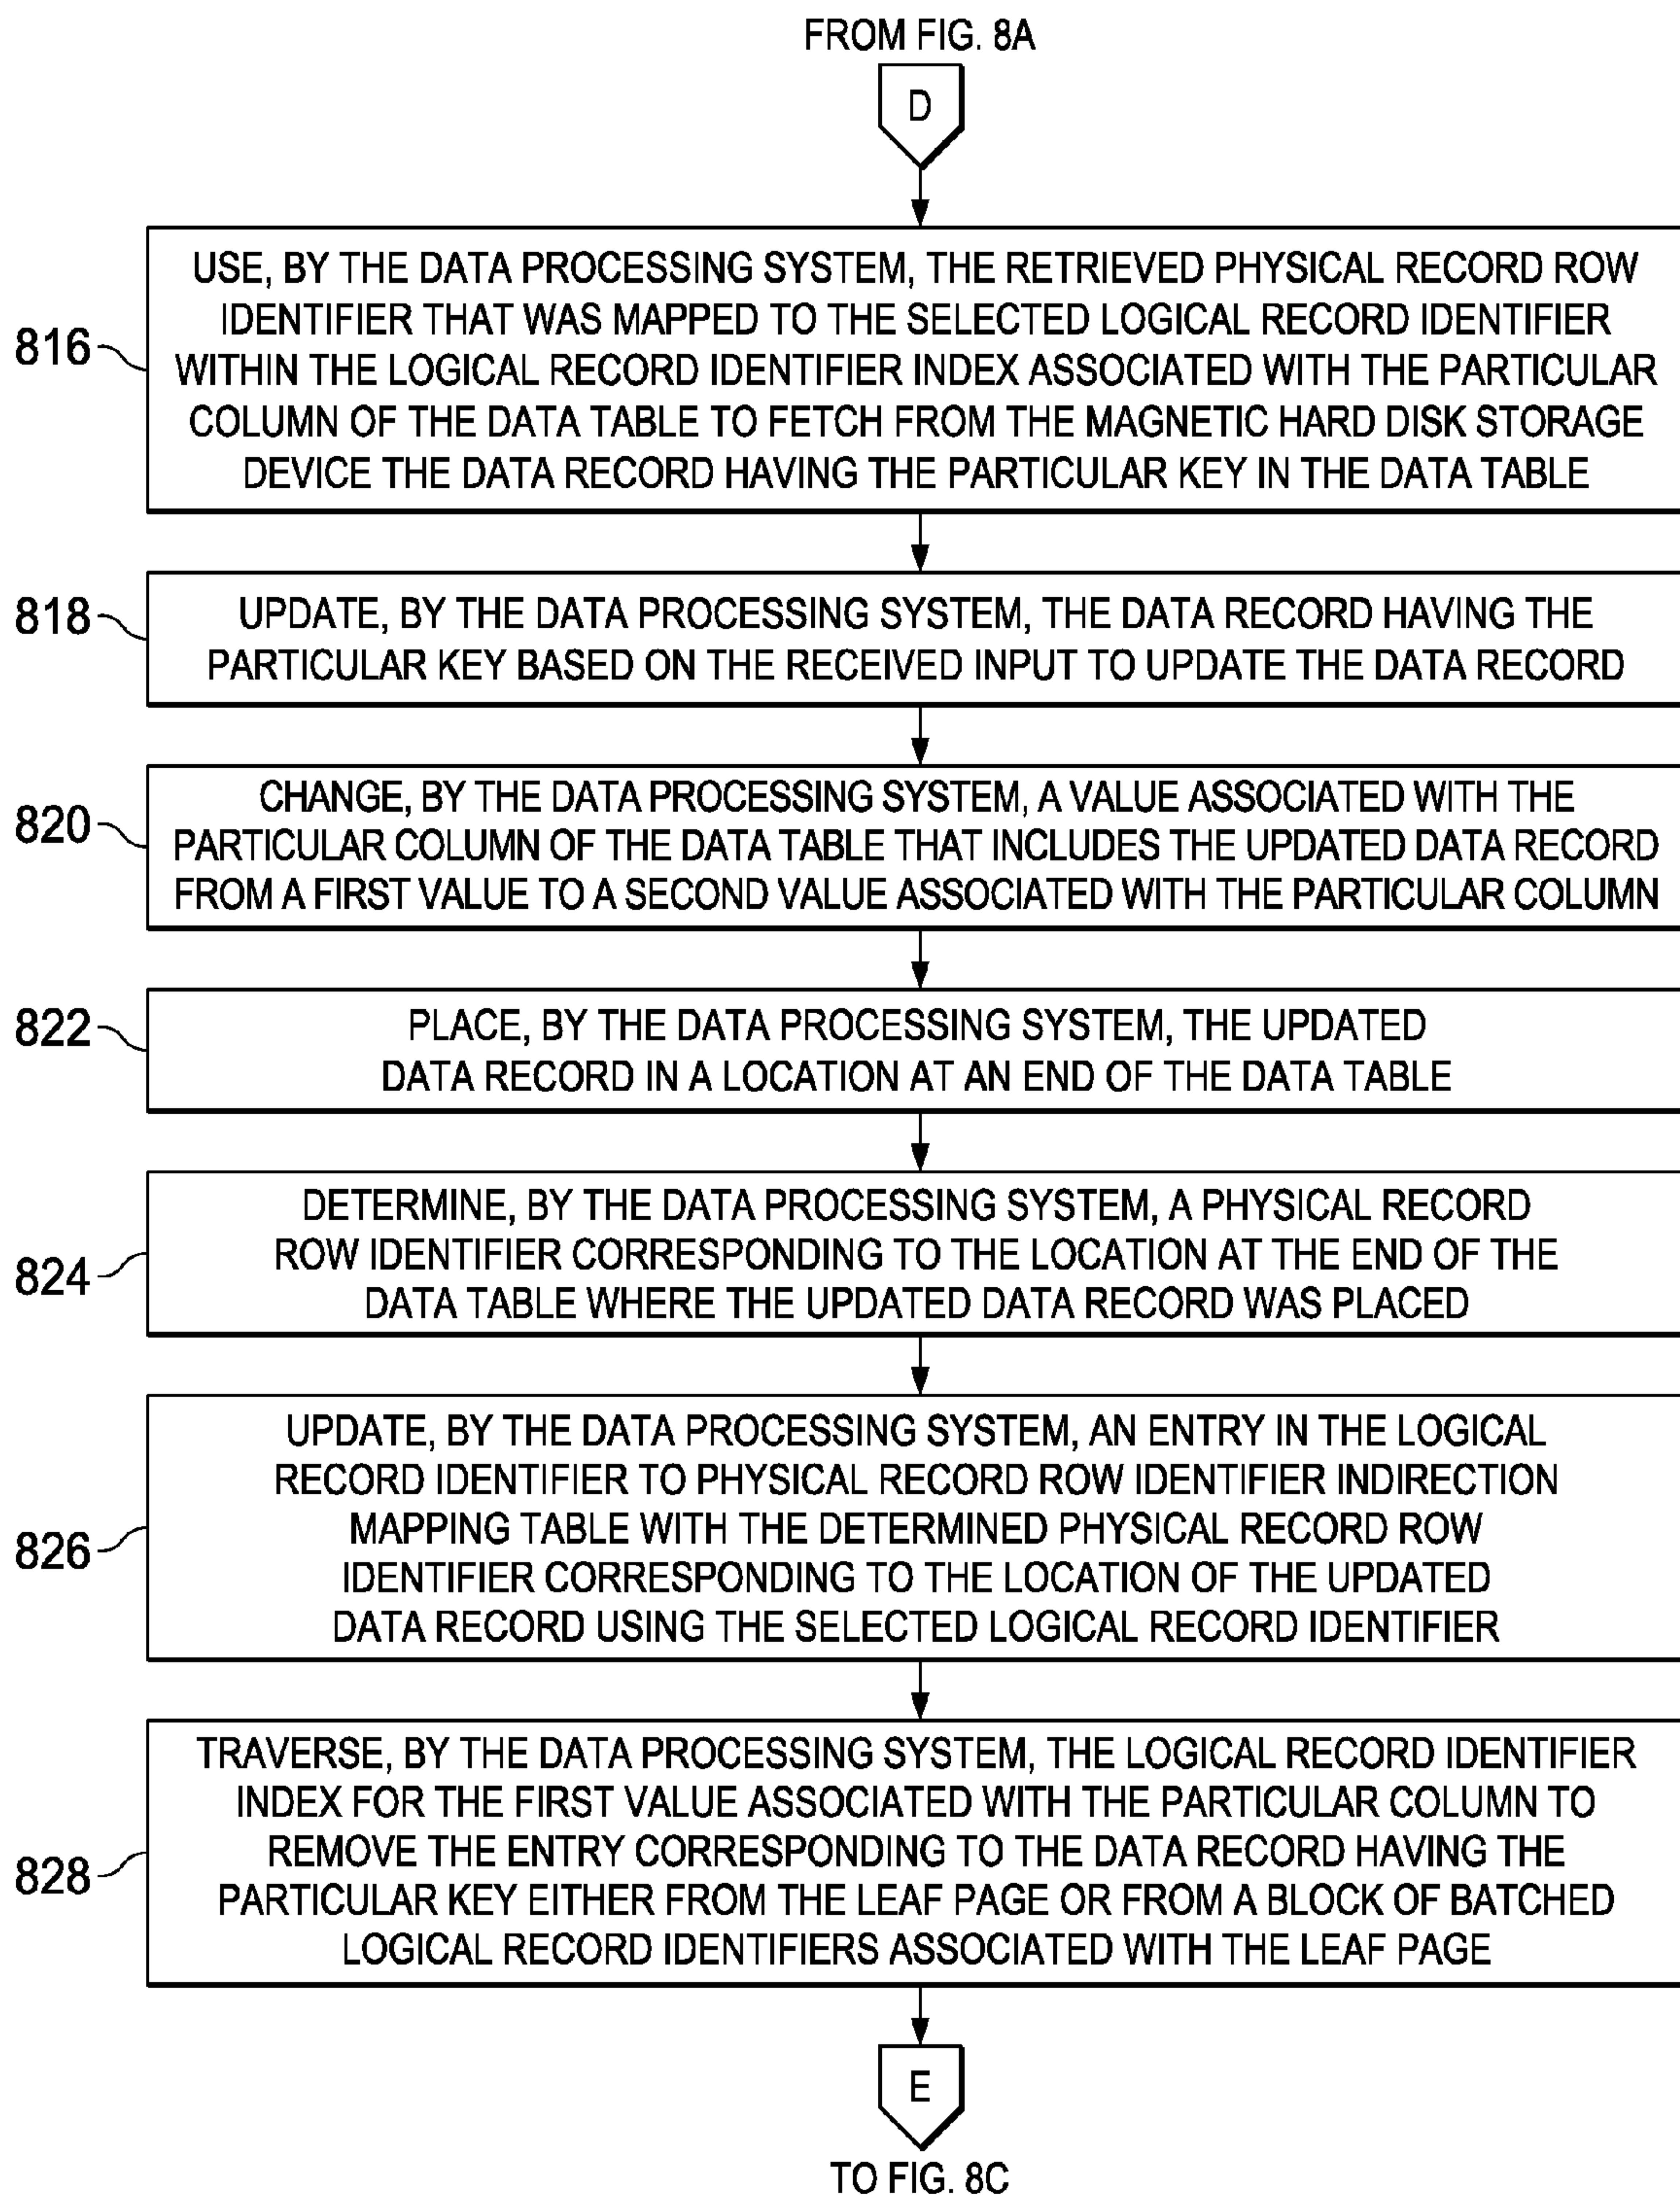 FROM FIG. 8A
D
816
USE, BY THE DATA PROCESSING SYSTEM, THE RETRIEVED PHYSICAL RECORD ROW
IDENTIFIER THAT WAS MAPPED TO THE SELECTED LOGICAL RECORD IDENTIFIER
WITHIN THE LOGICAL RECORD IDENTIFIER INDEX ASSOCIATED WITH THE PARTICULAR
COLUMN OF THE DATA TABLE TO FETCH FROM THE MAGNETIC HARD DISK STORAGE
DEVICE THE DATA RECORD HAVING THE PARTICULAR KEY IN THE DATA TABLE
818
UPDATE, BY THE DATA PROCESSING SYSTEM, THE DATA RECORD HAVING THE
PARTICULAR KEY BASED ON THE RECEIVED INPUT TO UPDATE THE DATA RECORD
820
CHANGE, BY THE DATA PROCESSING SYSTEM, A VALUE ASSOCIATED WITH THE
PARTICULAR COLUMN OF THE DATA TABLE THAT INCLUDES THE UPDATED DATA RECORD
FROM A FIRST VALUE TO A SECOND VALUE ASSOCIATED WITH THE PARTICULAR COLUMN
822
PLACE, BY THE DATA PROCESSING SYSTEM, THE UPDATED
DATA RECORD IN A LOCATION AT AN END OF THE DATA TABLE
824
DETERMINE, BY THE DATA PROCESSING SYSTEM, A PHYSICAL RECORD
ROW IDENTIFIER CORRESPONDING TO THE LOCATION AT THE END OF THE
DATA TABLE WHERE THE UPDATED DATA RECORD WAS PLACED
826
UPDATE, BY THE DATA PROCESSING SYSTEM, AN ENTRY IN THE LOGICAL
RECORD IDENTIFIER TO PHYSICAL RECORD ROW IDENTIFIER INDIRECTION
MAPPING TABLE WITH THE DETERMINED PHYSICAL RECORD ROW
IDENTIFIER CORRESPONDING TO THE LOCATION OF THE UPDATED
DATA RECORD USING THE SELECTED LOGICAL RECORD IDENTIFIER
828
TRAVERSE, BY THE DATA PROCESSING SYSTEM, THE LOGICAL RECORD IDENTIFIER
INDEX FOR THE FIRST VALUE ASSOCIATED WITH THE PARTICULAR COLUMN TO
REMOVE THE ENTRY CORRESPONDING TO THE DATA RECORD HAVING THE
PARTICULAR KEY EITHER FROM THE LEAF PAGE OR FROM A BLOCK OF BATCHED
LOGICAL RECORD IDENTIFIERS ASSOCIATED WITH THE LEAF PAGE
E
TO FIG. 8C